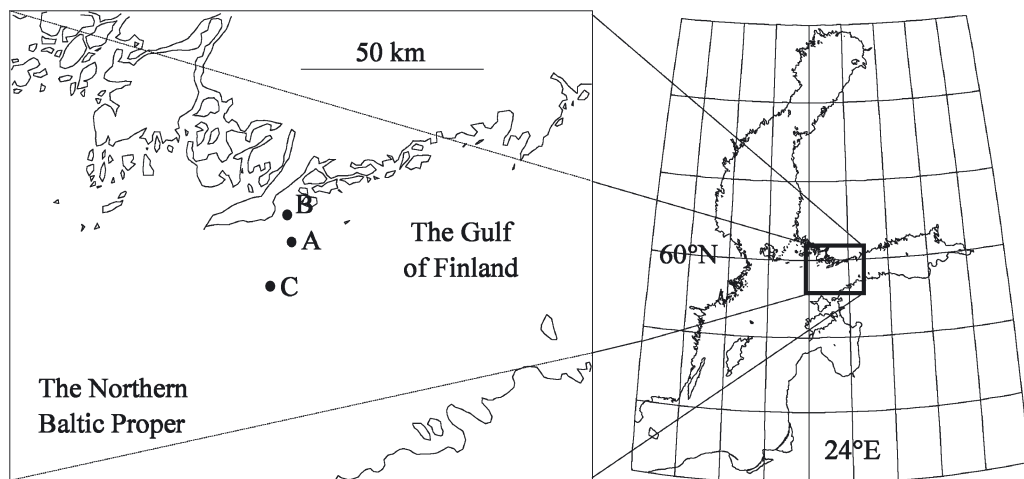 50 km
B
A
The Gulf
of Finland
C
The Northern
Baltic Proper
60°N
24°E